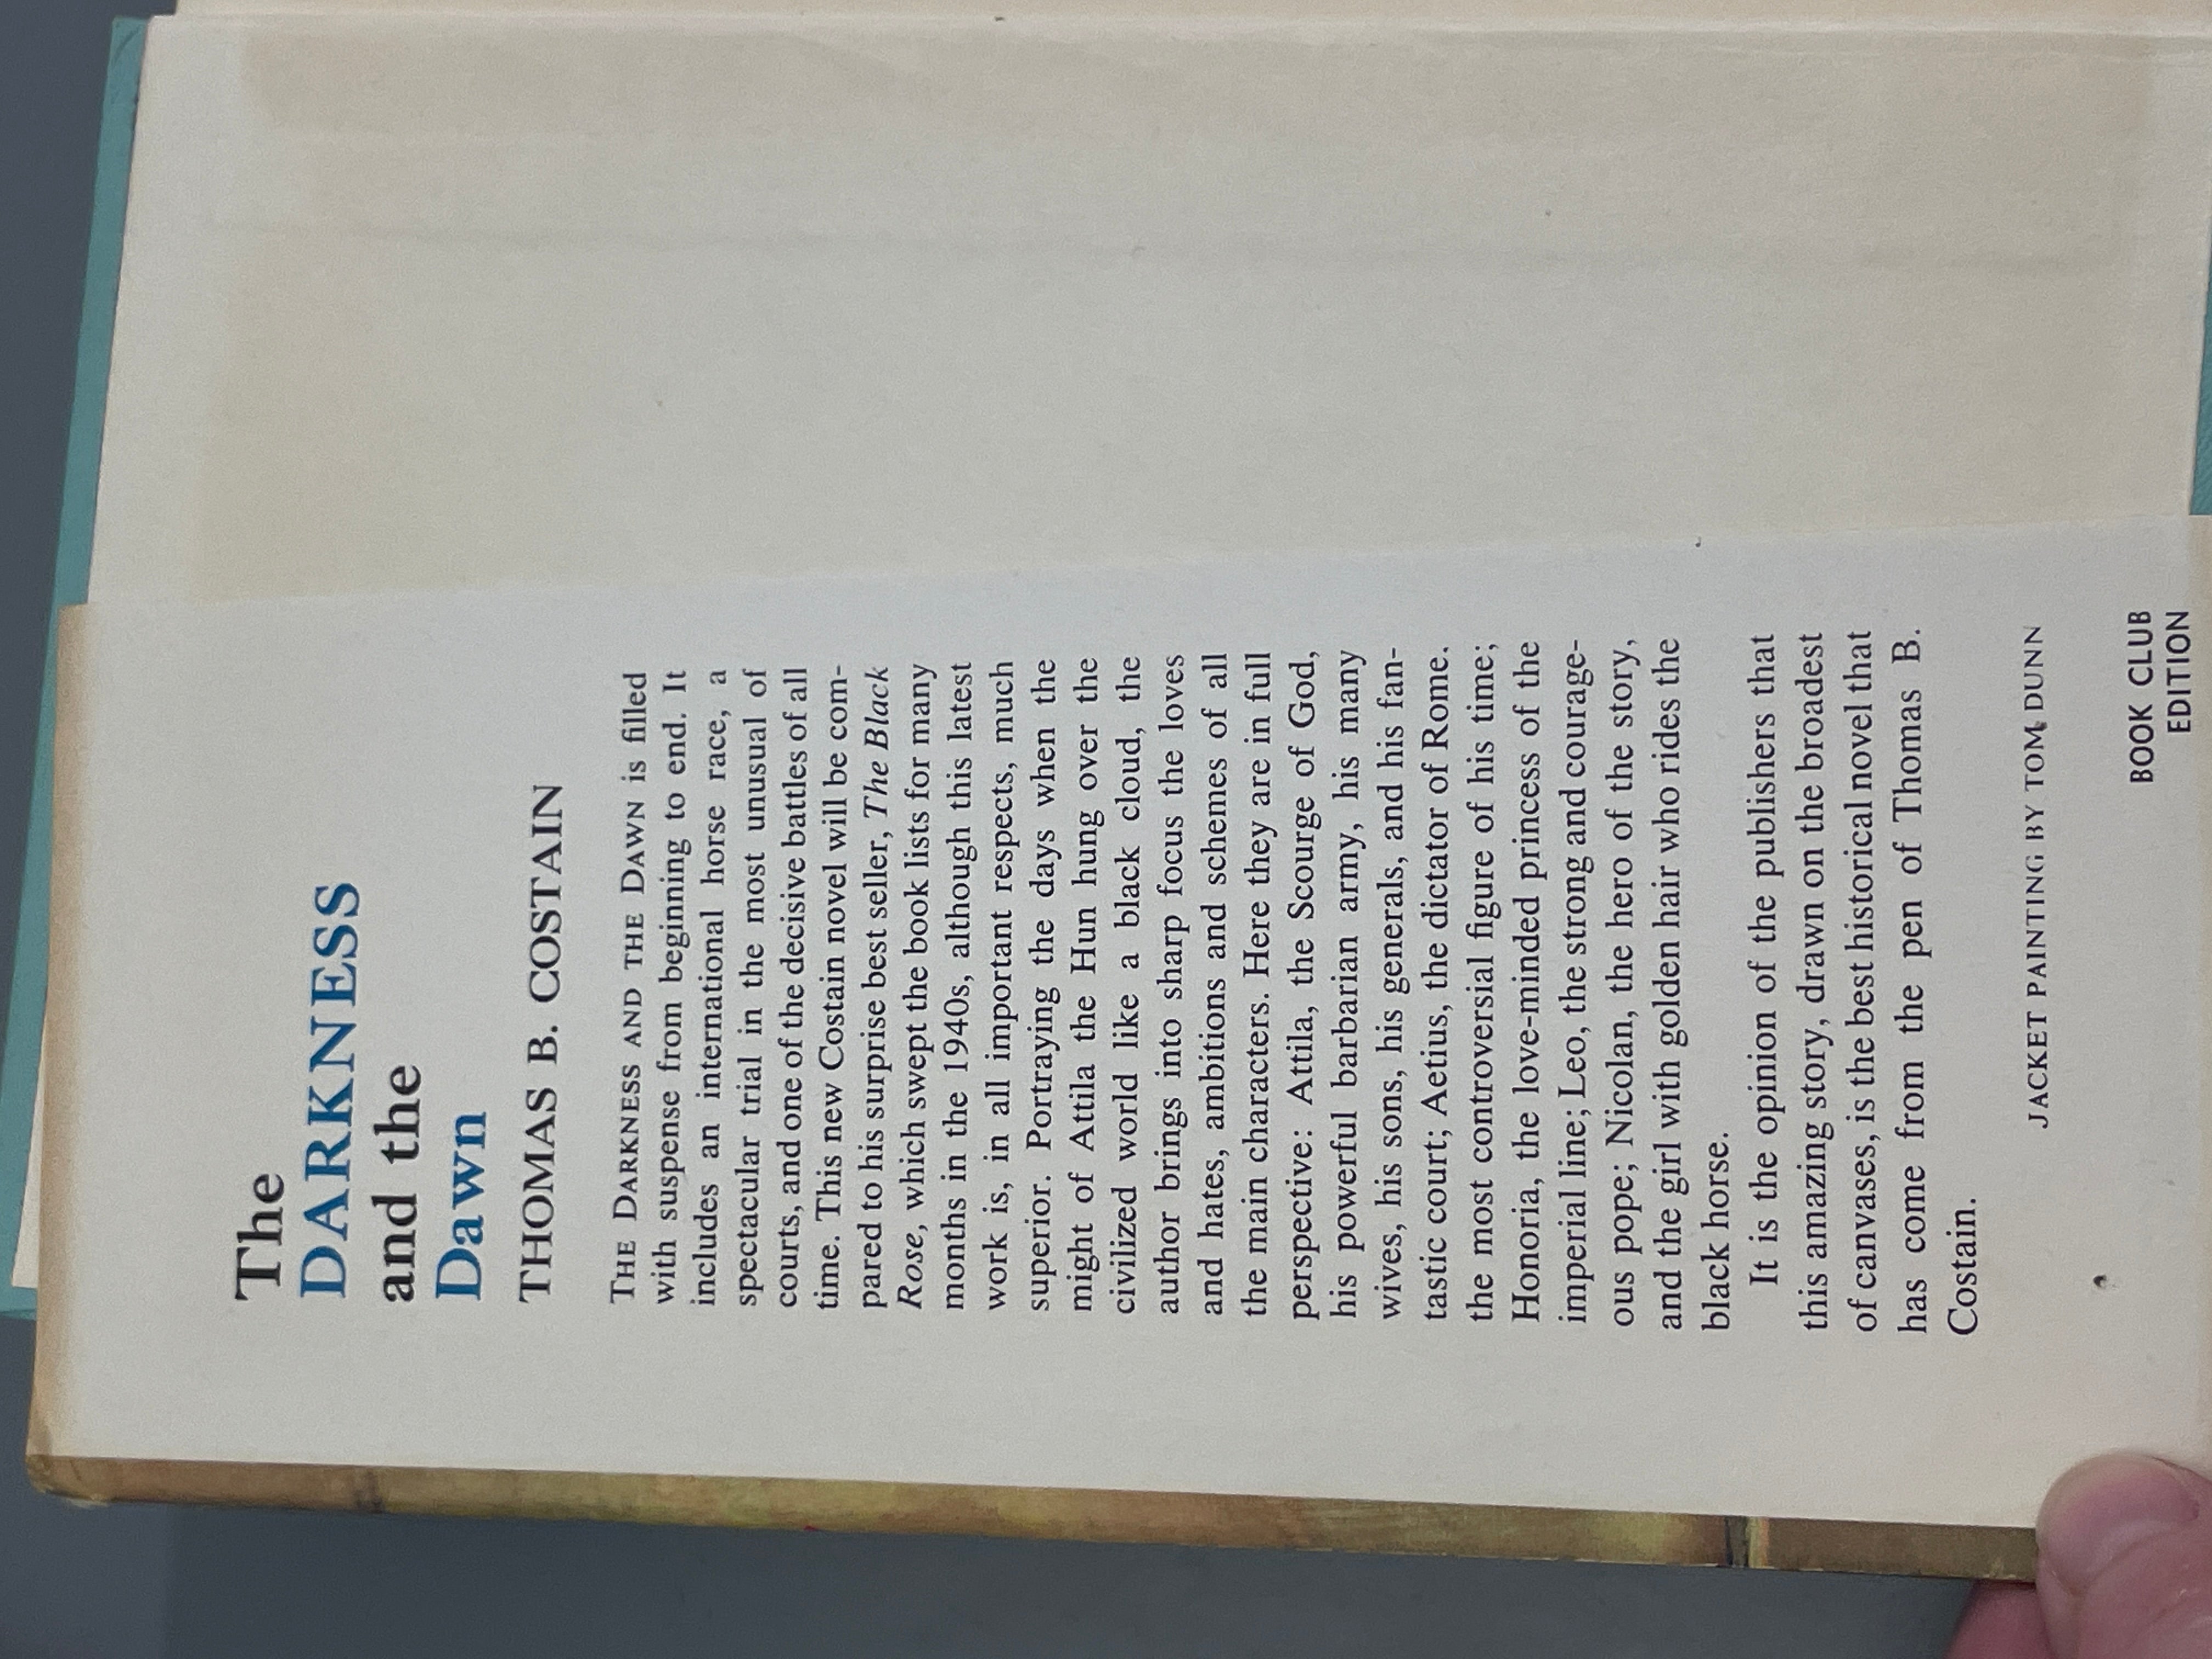 The
DARKNESS
and the
Dawn
THOMAS B. COSTAIN
THE DARKNESS AND THE DAWN is filled
with suspense from beginning to end. It
includes an international horse race, a
spectacular trial in the most unusual of
courts, and one of the decisive battles of all
time. This new Costain novel will be com-
pared to his surprise best seller, The Black
Rose, which swept the book lists for many
months in the 1940s, although this latest
work is, in all important respects, much
superior. Portraying the days when the
might of Attila the Hun hung over the
civilized world like a black cloud, the
author brings into sharp focus the loves
and hates, ambitions and schemes of all
the main characters. Here they are in full
perspective: Attila, the Scourge of God,
his powerful barbarian army, his many
wives, his sons, his generals, and his fan-
tastic court; Aetius, the dictator of Rome.
the most controversial figure of his time;
Honoria, the love-minded princess of the
imperial line; Leo, the strong and courage-
ous pope; Nicolan, the hero of the story,
and the girl with golden hair who rides the
black horse.
It is the opinion of the publishers that
this amazing story, drawn on the broadest
of canvases, is the best historical novel that
has come from the pen of Thomas B.
Costain.
JACKET PAINTING BY TOM DUNN
BOOK CLUB
EDITION